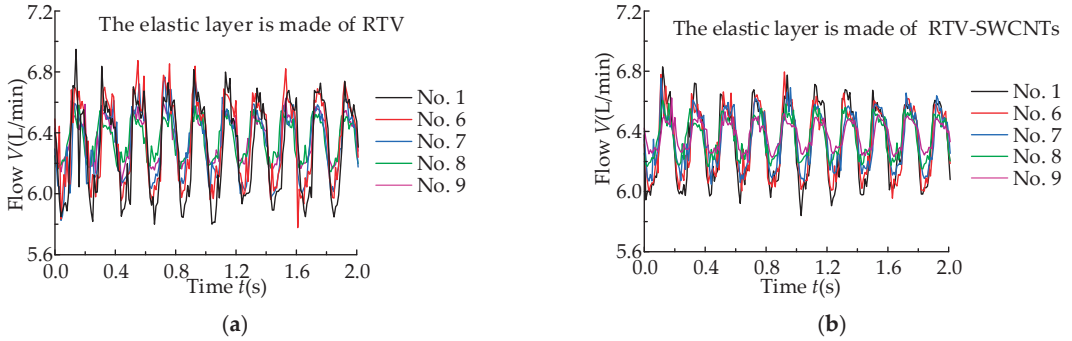 The elastic layer is made of RTV
7.2
6.8
6.4
6.0
5.6
Flow V(L/min)
0.0 0.4 0.8 1.2 1.6 2.0
Time t(s)
No. 1
No. 6
No. 7
No. 8
No. 9
(a)
The elastic layer is made of RTV-SWCNTs
7.2
6.8
6.4
6.0
5.6
Flow V(L/min)
0.0 0.4 0.8 1.2 1.6 2.0
Time t(s)
No. 1
No. 6
No. 7
No. 8
No. 9
(b)